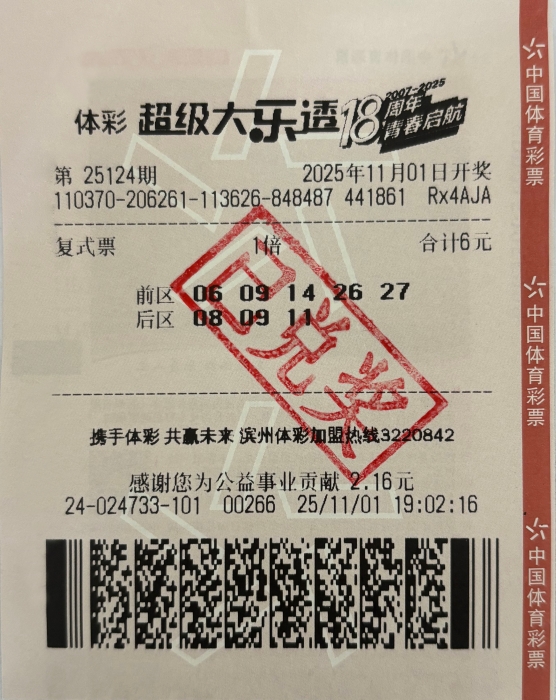 体彩 超级大乐透 18周年 2007-2025 青春启航
第 25124期 2025年11月01日开奖
110370-206261-113626-848487 441861 Rx4AJA
复式票 1倍 合计6元
前区 06 09 14 26 27
后区 08 09 11
已兑奖
携手体彩 共赢未来 滨州体彩加盟热线3220842
感谢您为公益事业贡献 2.16元
24-024733-101 00266 25/11/01 19:02:16
中国体育彩票
中国体育彩票
中国体育彩票